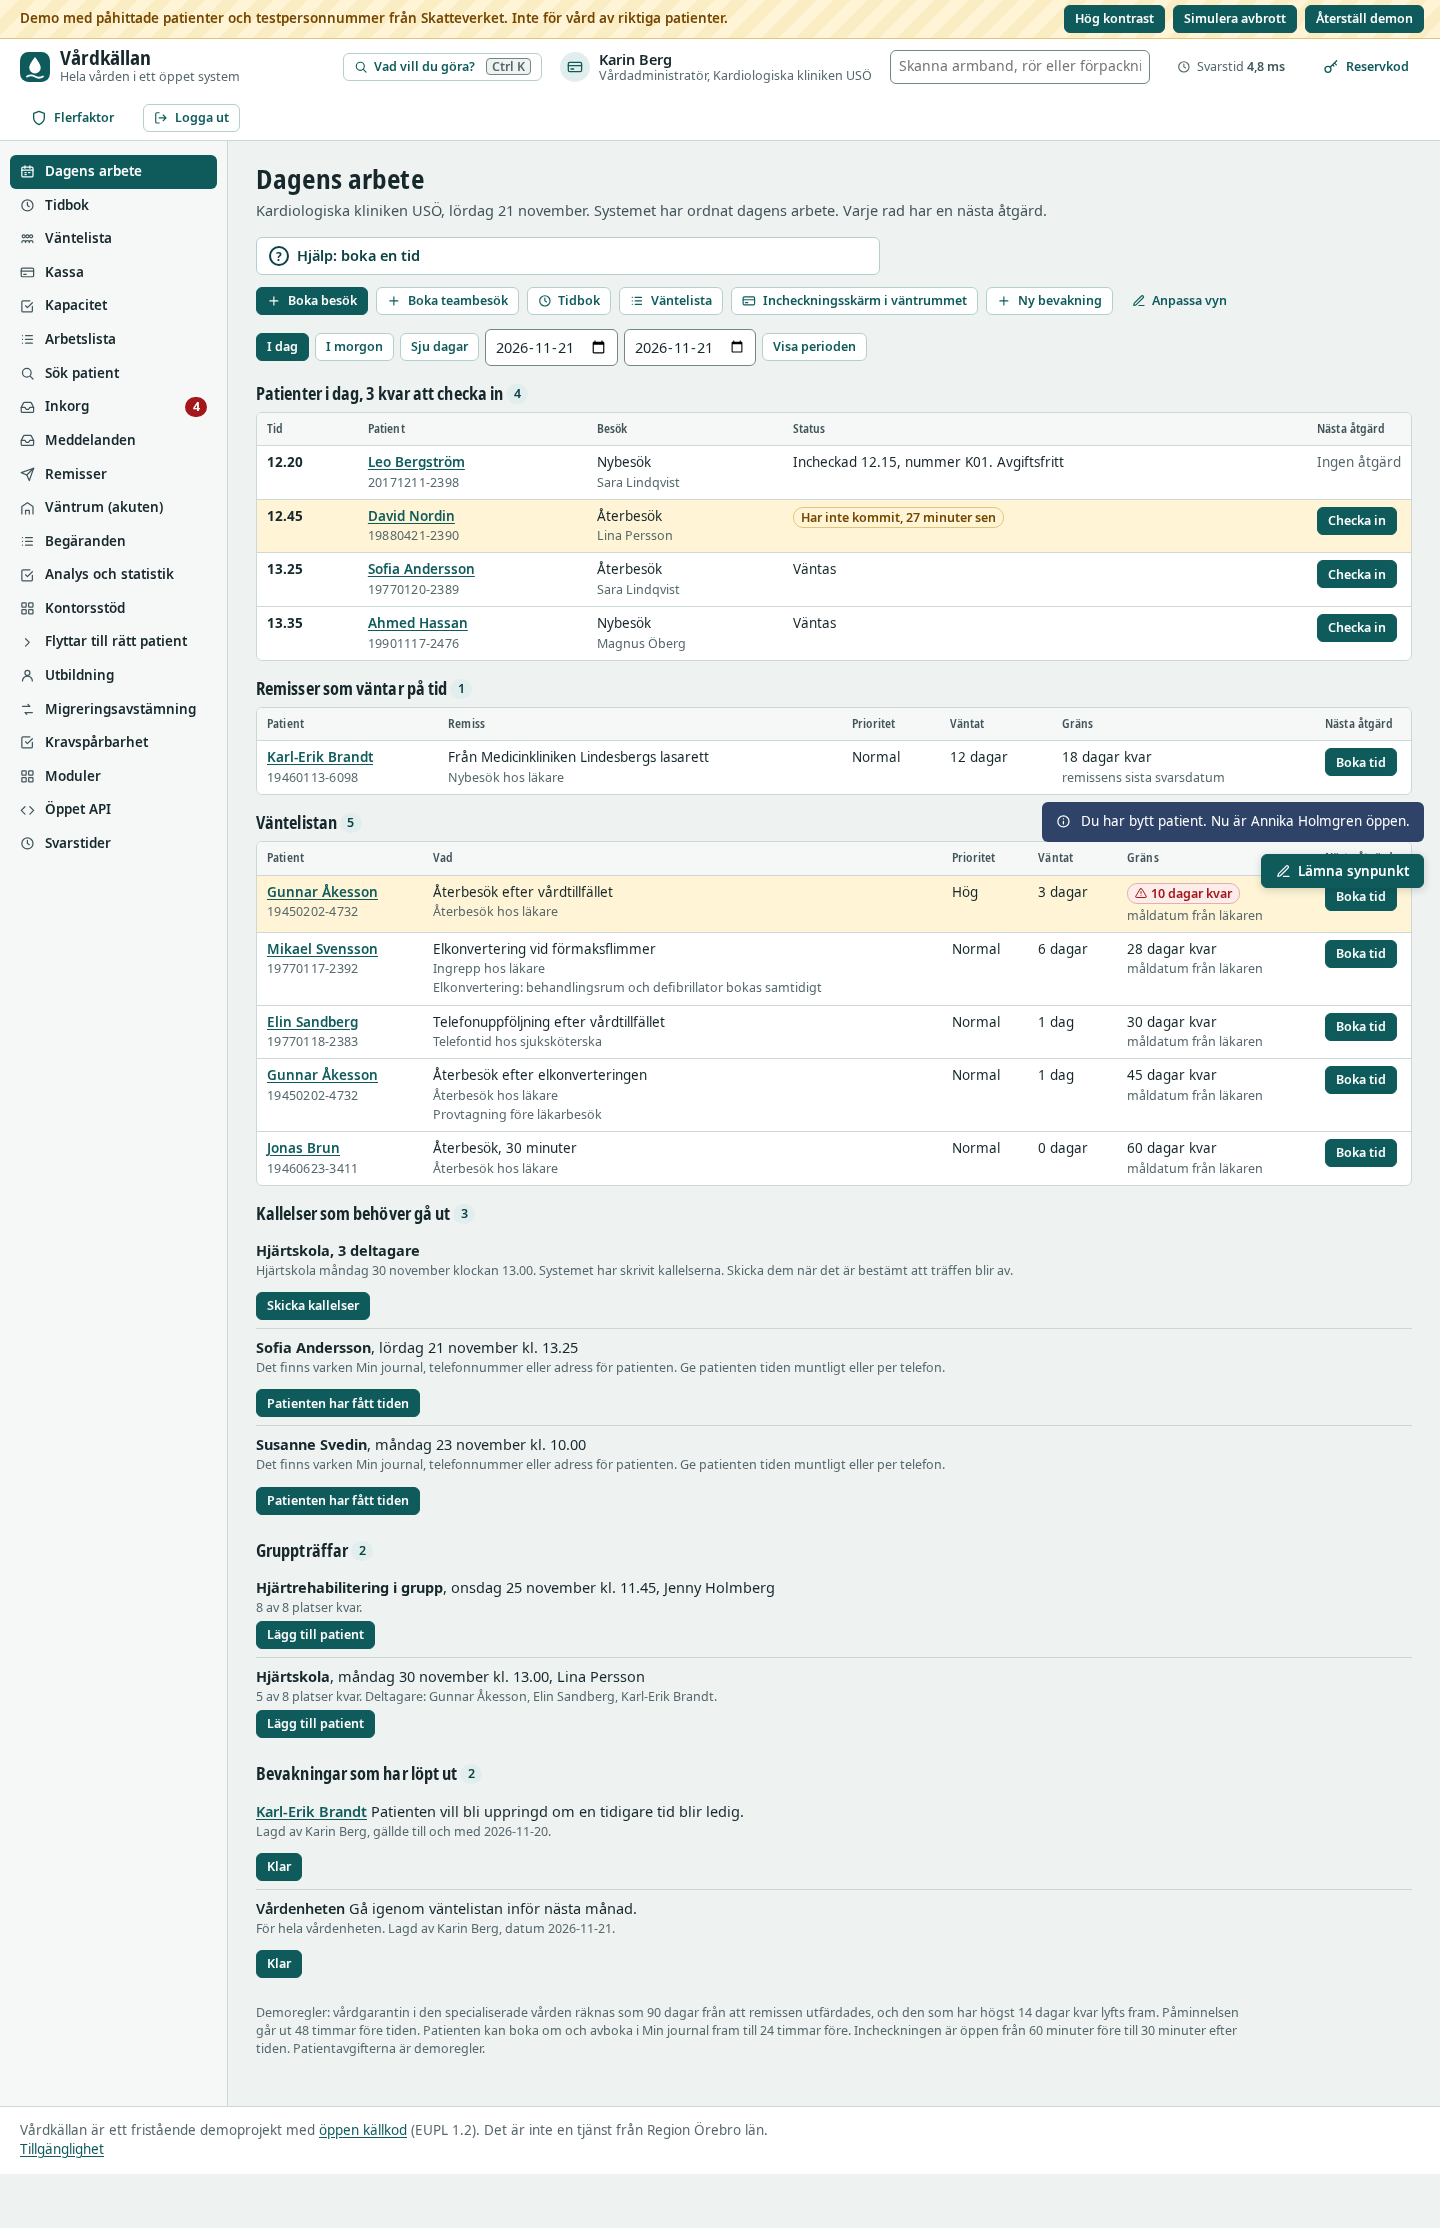 Demo med påhittade patienter och testpersonnummer från Skatteverket. Inte för vård av riktiga patienter.
Hög kontrast
Simulera avbrott
Återställ demon
Vårdkällan
Hela vården i ett öppet system
Vad vill du göra? Ctrl K
Karin Berg
Vårdadministratör, Kardiologiska kliniken USÖ
Skanna armband, rör eller förpackni
Svarstid 4,8 ms
Reservkod
Flerfaktor
Logga ut
Dagens arbete
Tidbok
Väntelista
Kassa
Kapacitet
Arbetslista
Sök patient
Inkorg 4
Meddelanden
Remisser
Väntrum (akuten)
Begäranden
Analys och statistik
Kontorsstöd
Flyttar till rätt patient
Utbildning
Migreringsavstämning
Kravspårbarhet
Moduler
Öppet API
Svarstider
Dagens arbete
Kardiologiska kliniken USÖ, lördag 21 november. Systemet har ordnat dagens arbete. Varje rad har en nästa åtgärd.
? Hjälp: boka en tid
Boka besök
Boka teambesök
Tidbok
Väntelista
Incheckningsskärm i väntrummet
Ny bevakning
Anpassa vyn
I dag
I morgon
Sju dagar
2026-11-21
2026-11-21
Visa perioden
Patienter i dag, 3 kvar att checka in 4
Tid Patient Besök Status Nästa åtgärd
12.20 Leo Bergström Nybesök Incheckad 12.15, nummer K01. Avgiftsfritt Ingen åtgärd
20171211-2398 Sara Lindqvist
12.45 David Nordin Återbesök Har inte kommit, 27 minuter sen Checka in
19880421-2390 Lina Persson
13.25 Sofia Andersson Återbesök Väntas Checka in
19770120-2389 Sara Lindqvist
13.35 Ahmed Hassan Nybesök Väntas Checka in
19901117-2476 Magnus Öberg
Remisser som väntar på tid 1
Patient Remiss Prioritet Väntat Gräns Nästa åtgärd
Karl-Erik Brandt Från Medicinkliniken Lindesbergs lasarett Normal 12 dagar 18 dagar kvar Boka tid
19460113-6098 Nybesök hos läkare remissens sista svarsdatum
Väntelistan 5
Du har bytt patient. Nu är Annika Holmgren öppen.
Patient Vad Prioritet Väntat Gräns
Lämna synpunkt
Gunnar Åkesson Återbesök efter vårdtillfället Hög 3 dagar 10 dagar kvar Boka tid
19450202-4732 Återbesök hos läkare måldatum från läkaren
Mikael Svensson Elkonvertering vid förmaksflimmer Normal 6 dagar 28 dagar kvar Boka tid
19770117-2392 Ingrepp hos läkare måldatum från läkaren
Elkonvertering: behandlingsrum och defibrillator bokas samtidigt
Elin Sandberg Telefonuppföljning efter vårdtillfället Normal 1 dag 30 dagar kvar Boka tid
19770118-2383 Telefontid hos sjuksköterska måldatum från läkaren
Gunnar Åkesson Återbesök efter elkonverteringen Normal 1 dag 45 dagar kvar Boka tid
19450202-4732 Återbesök hos läkare måldatum från läkaren
Provtagning före läkarbesök
Jonas Brun Återbesök, 30 minuter Normal 0 dagar 60 dagar kvar Boka tid
19460623-3411 Återbesök hos läkare måldatum från läkaren
Kallelser som behöver gå ut 3
Hjärtskola, 3 deltagare
Hjärtskola måndag 30 november klockan 13.00. Systemet har skrivit kallelserna. Skicka dem när det är bestämt att träffen blir av.
Skicka kallelser
Sofia Andersson, lördag 21 november kl. 13.25
Det finns varken Min journal, telefonnummer eller adress för patienten. Ge patienten tiden muntligt eller per telefon.
Patienten har fått tiden
Susanne Svedin, måndag 23 november kl. 10.00
Det finns varken Min journal, telefonnummer eller adress för patienten. Ge patienten tiden muntligt eller per telefon.
Patienten har fått tiden
Gruppträffar 2
Hjärtrehabilitering i grupp, onsdag 25 november kl. 11.45, Jenny Holmberg
8 av 8 platser kvar.
Lägg till patient
Hjärtskola, måndag 30 november kl. 13.00, Lina Persson
5 av 8 platser kvar. Deltagare: Gunnar Åkesson, Elin Sandberg, Karl-Erik Brandt.
Lägg till patient
Bevakningar som har löpt ut 2
Karl-Erik Brandt Patienten vill bli uppringd om en tidigare tid blir ledig.
Lagd av Karin Berg, gällde till och med 2026-11-20.
Klar
Vårdenheten Gå igenom väntelistan inför nästa månad.
För hela vårdenheten. Lagd av Karin Berg, datum 2026-11-21.
Klar
Demoregler: vårdgarantin i den specialiserade vården räknas som 90 dagar från att remissen utfärdades, och den som har högst 14 dagar kvar lyfts fram. Påminnelsen
går ut 48 timmar före tiden. Patienten kan boka om och avboka i Min journal fram till 24 timmar före. Incheckningen är öppen från 60 minuter före till 30 minuter efter
tiden. Patientavgifterna är demoregler.
Vårdkällan är ett fristående demoprojekt med öppen källkod (EUPL 1.2). Det är inte en tjänst från Region Örebro län.
Tillgänglighet